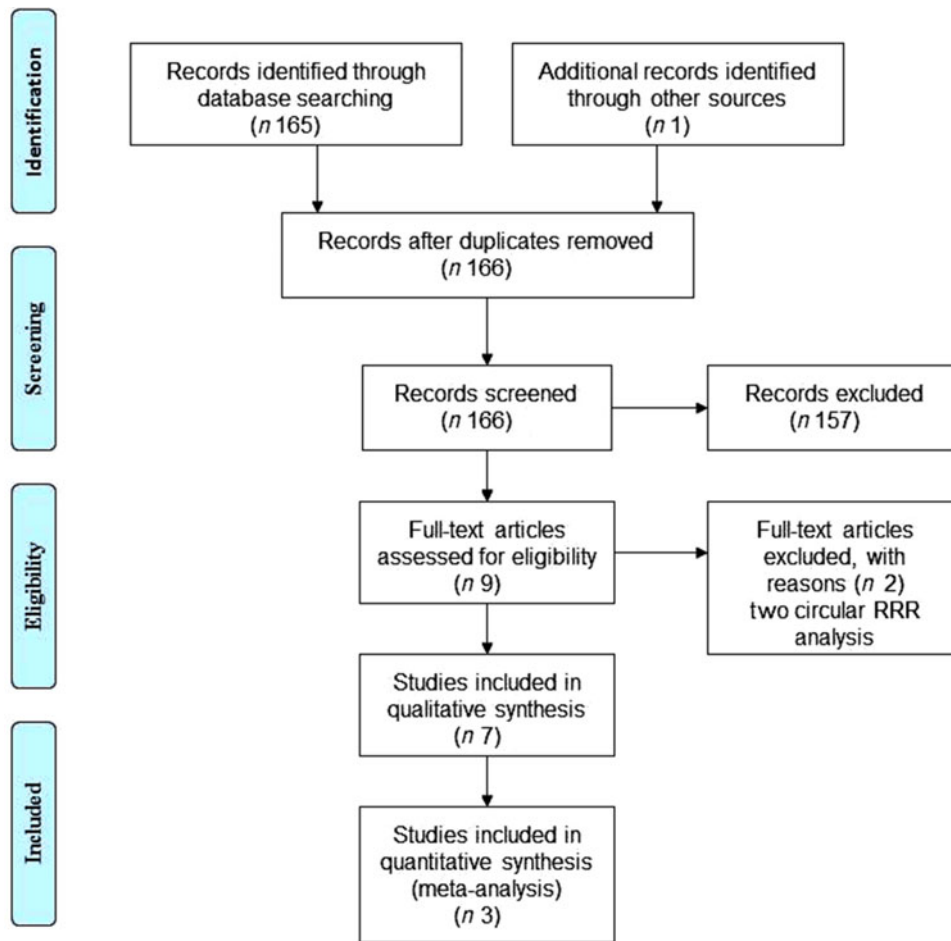 Identification
Records identified through
database searching
(n 165)
Additional records identified
through other sources
(n 1)
Records after duplicates removed
(n 166)
Screening
Records screened
(n 166)
Records excluded
(n 157)
Eligibility
Full-text articles
assessed for eligibility
(n 9)
Full-text articles
excluded, with
reasons (n 2)
two circular RRR
analysis
Studies included in
qualitative synthesis
(n 7)
Included
Studies included in
quantitative synthesis
(meta-analysis)
(n 3)